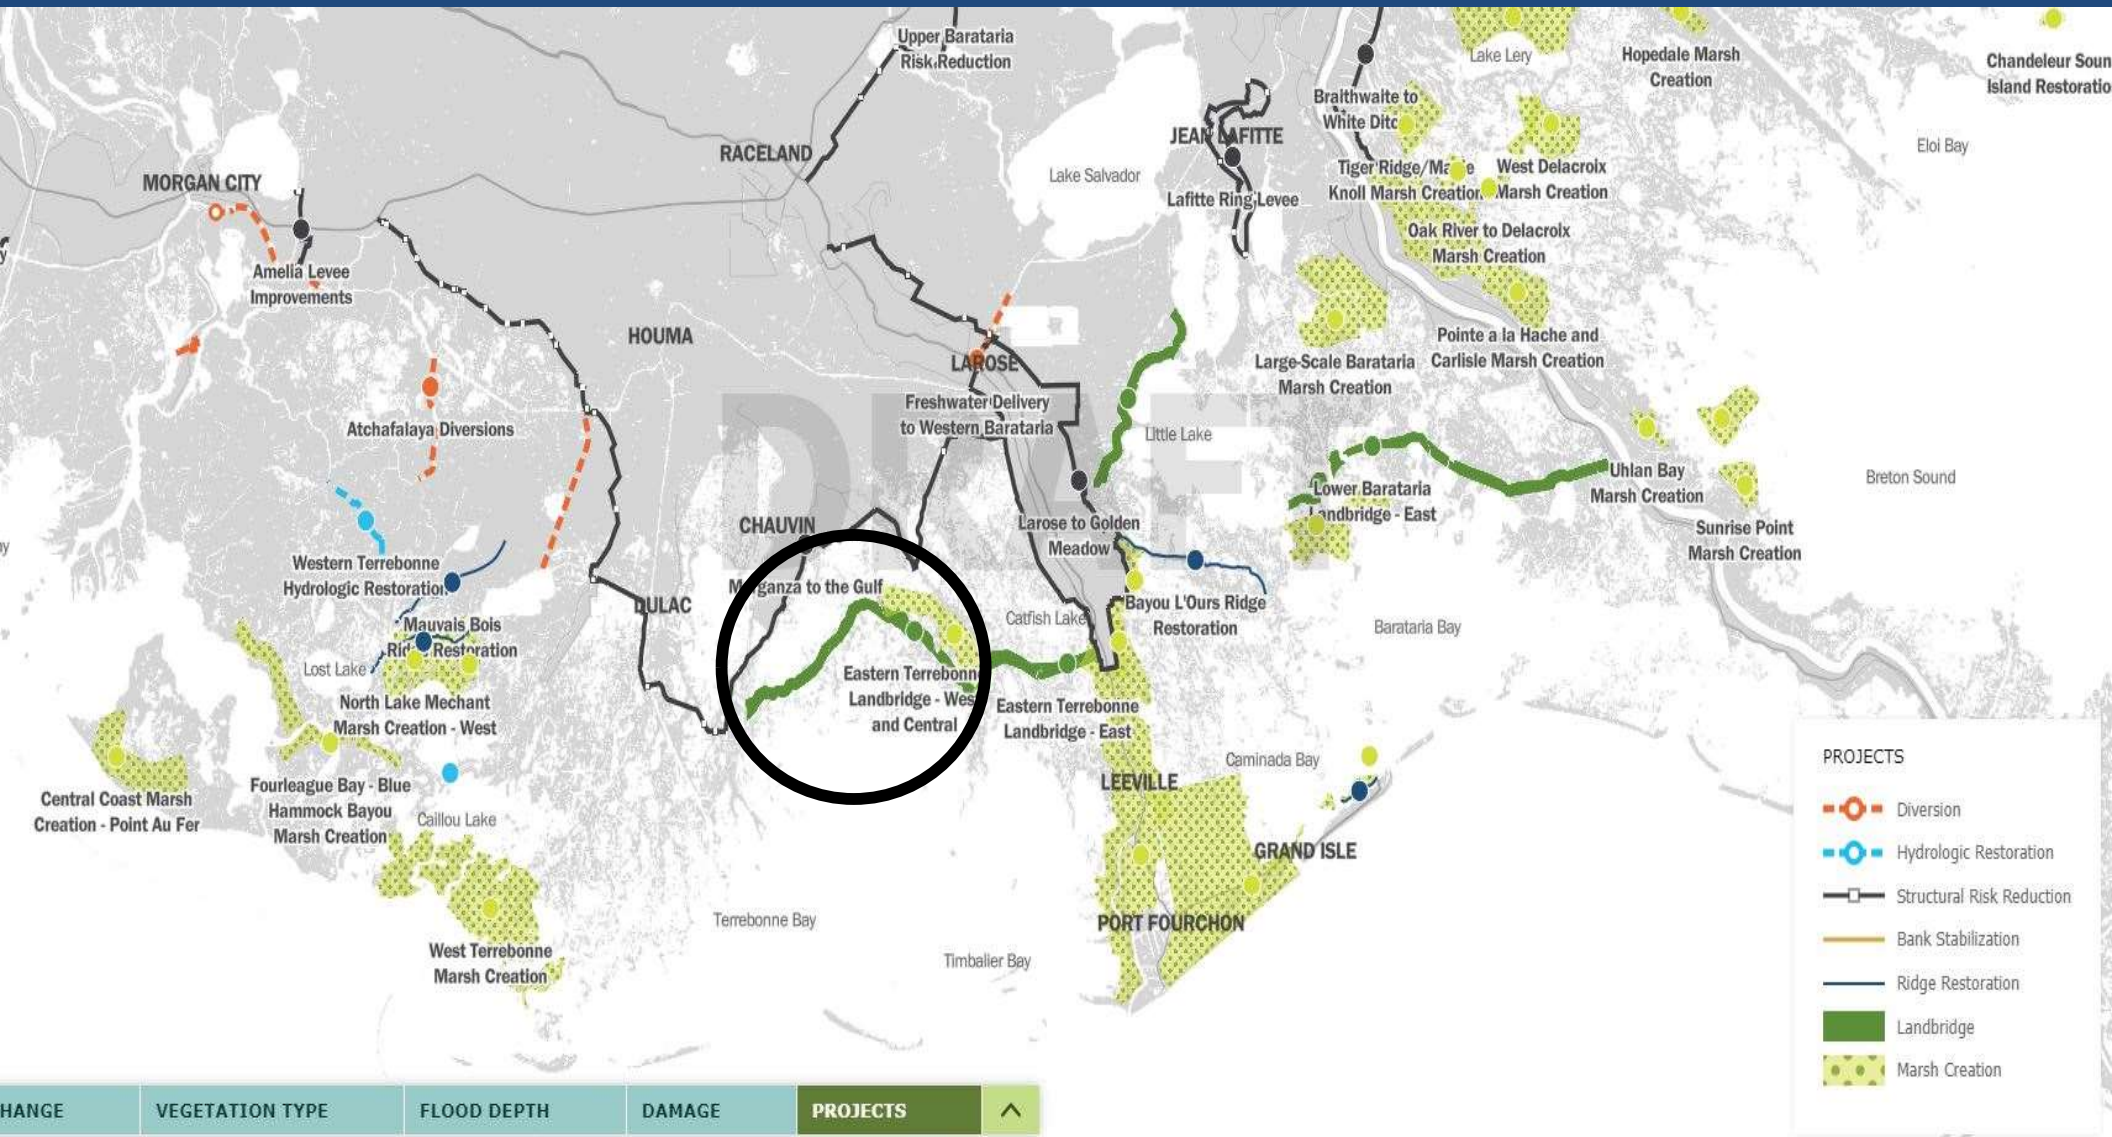 Upper Barataria
Risk Reduction
Lake Lery
Hopedale Marsh
Creation
Chandeleur Soun
Island Restoratio
Braithwaite to
White Ditc
RACELAND
JEAN LAFITTE
Eloi Bay
MORGAN CITY
Lake Salvador
Tiger Ridge/Ma
Knoll Marsh Creation
West Delacroix
Marsh Creation
Lafitte Ring Levee
Oak River to Delacroix
Marsh Creation
Amelia Levee
Improvements
HOUMA
Pointe a la Hache and
Carlisle Marsh Creation
LAROSE
Large-Scale Barataria
Marsh Creation
DRAFT
Freshwater Delivery
to Western Barataria
Atchafalaya Diversions
Little Lake
Uhlan Bay
Marsh Creation
Breton Sound
Lower Barataria
Landbridge - East
CHAUVIN
Larose to Golden
Meadow
Sunrise Point
Marsh Creation
Western Terrebonne
Hydrologic Restoration
Morganza to the Gulf
DULAC
Catfish Lake
Bayou L'Ours Ridge
Restoration
Barataria Bay
Mauvais Bois
Ridge Restoration
Lost Lake
Eastern Terrebonne
Landbridge - Wes
and Central
North Lake Mechant
Marsh Creation - West
Eastern Terrebonne
Landbridge - East
Caminada Bay
LEEVILLE
Central Coast Marsh
Creation - Point Au Fer
Fourleague Bay - Blue
Hammock Bayou
Marsh Creation
Caillou Lake
GRAND ISLE
Terrebonne Bay
PORT FOURCHON
West Terrebonne
Marsh Creation
Timbalier Bay
PROJECTS
Diversion
Hydrologic Restoration
Structural Risk Reduction
Bank Stabilization
Ridge Restoration
Landbridge
Marsh Creation
HANGE
VEGETATION TYPE
FLOOD DEPTH
DAMAGE
PROJECTS